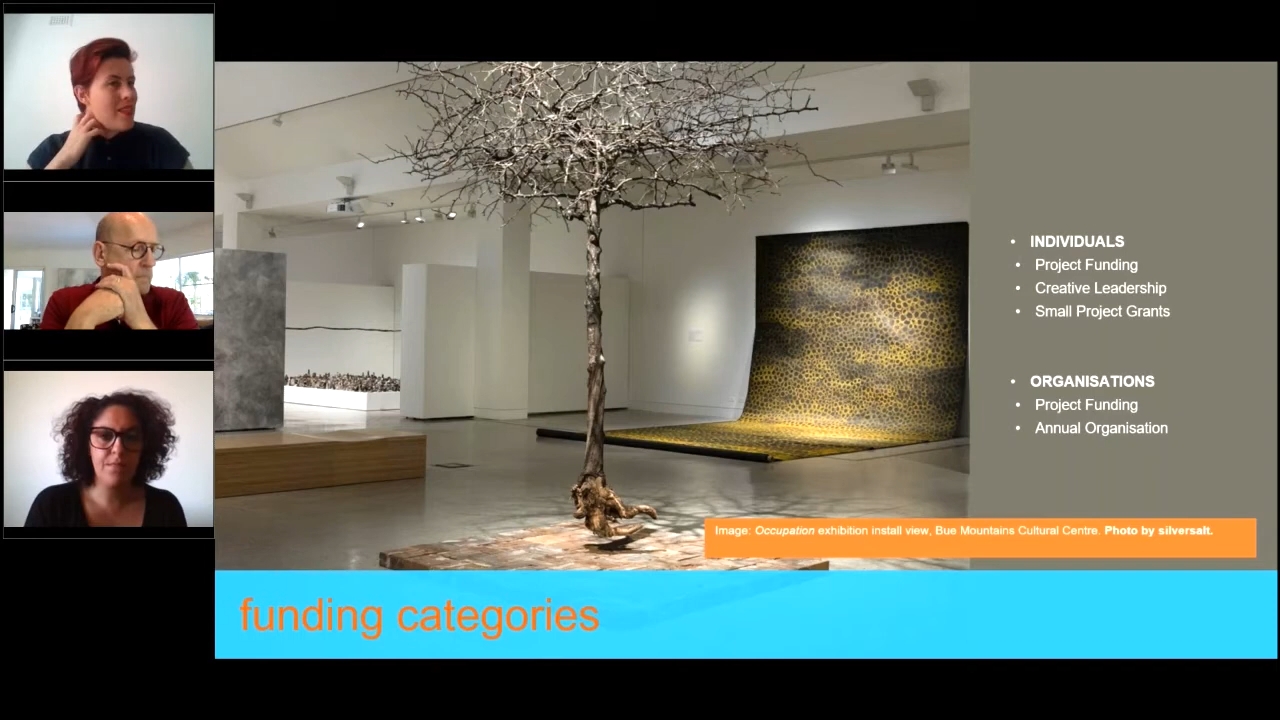 • INDIVIDUALS
• Project Funding
• Creative Leadership
• Small Project Grants
• ORGANISATIONS
• Project Funding
• Annual Organisation
Image: Occupation exhibition install view, Bue Mountains Cultural Centre. Photo by silversalt.
funding categories